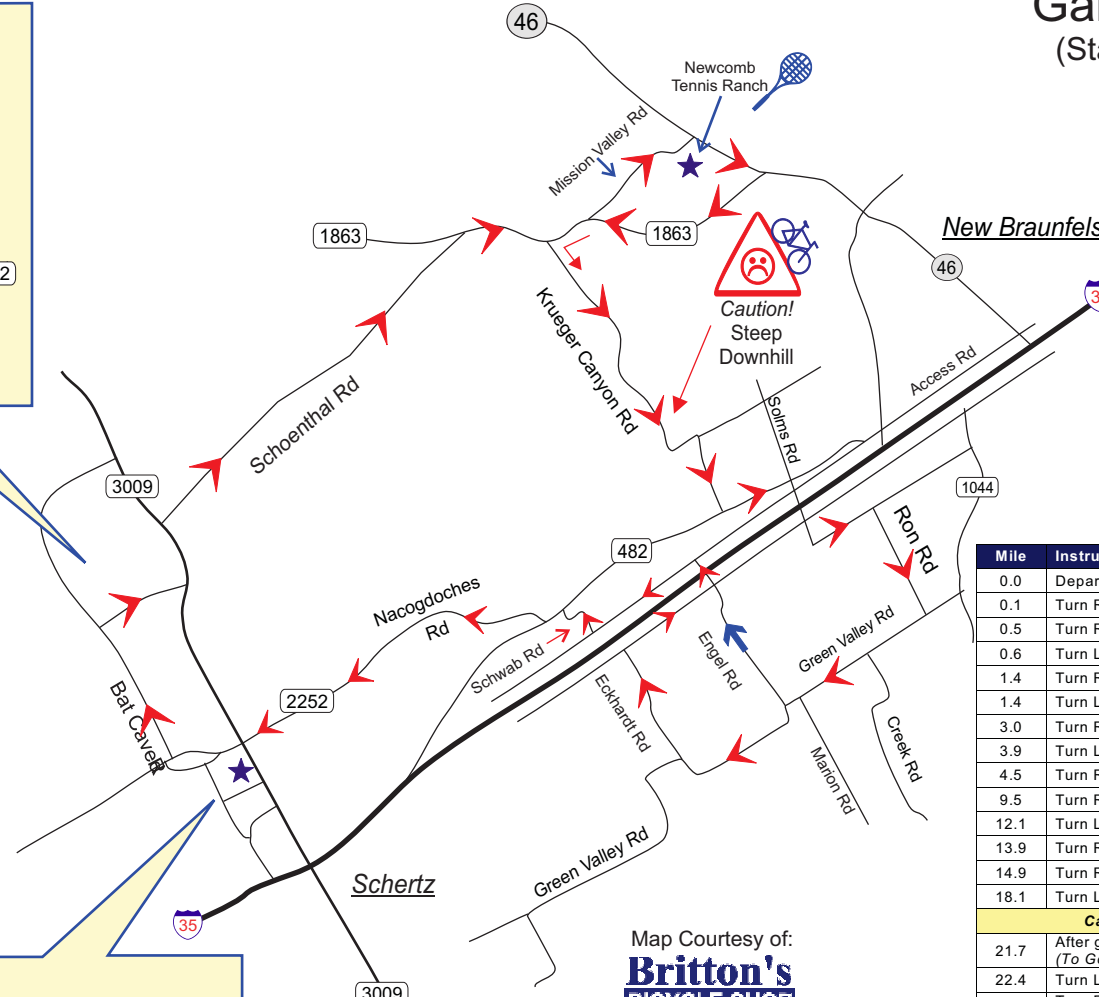 46
Newcomb
Tennis Ranch
Mission Valley Rd
1863
1863
New Braunfels
46
Caution!
Steep
Downhill
Krueger Canyon Rd
Access Rd
Solms Rd
Schoenthal Rd
3009
1044
Ron Rd
482
Nacogdoches
Rd
Schwab Rd
Engel Rd
Green Valley Rd
Eckhardt Rd
2252
Bat Cave
Marion Rd
Creek Rd
Green Valley Rd
Schertz
35
3009
Map Courtesy of:
Britton's
BICYCLE SHOP
Mile
0.0
0.1 Turn
0.5 Turn
0.6 Turn L
1.4 Turn
1.4 Turn L
3.0 Turn
3.9 Turn L
4.5 Turn
9.5 Turn
12.1 Turn L
13.9 Turn
14.9 Turn
18.1 Turn L
21.7 After
(To
22.4 Turn L